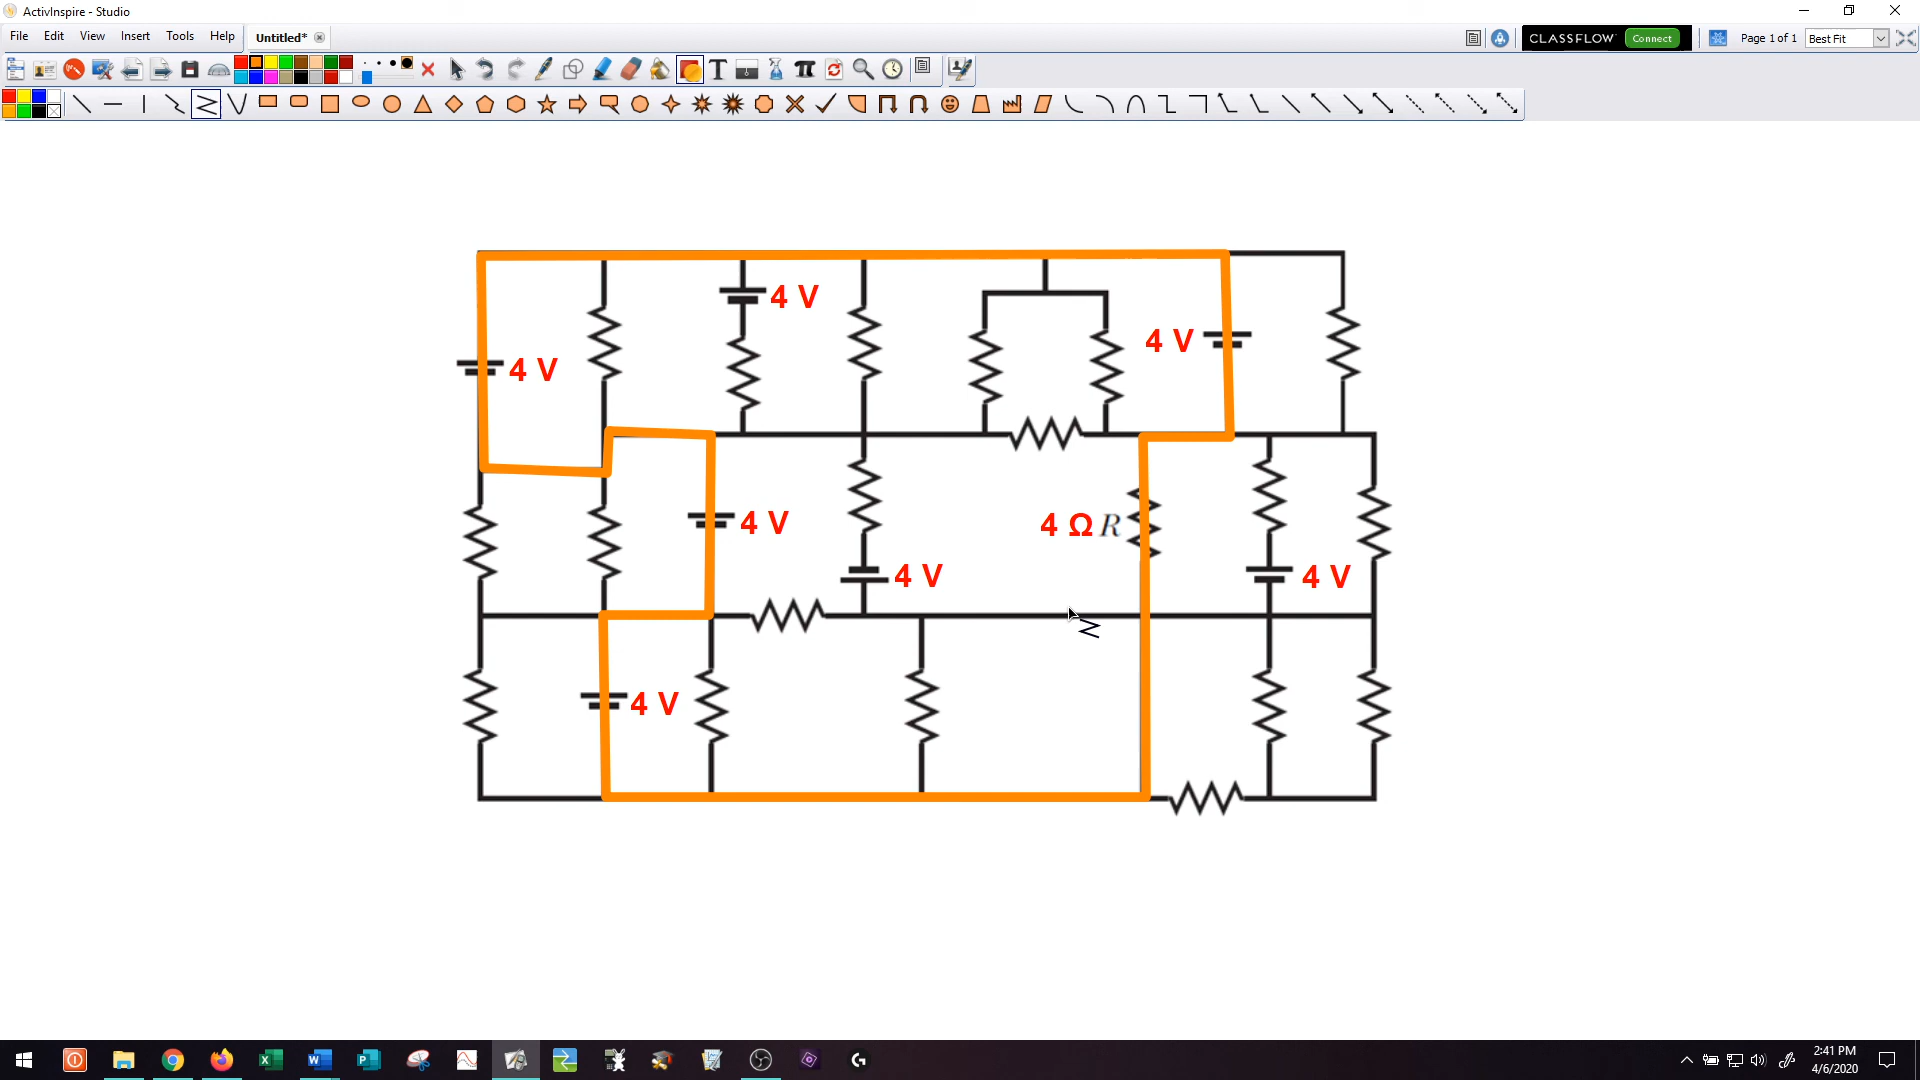 ActivInspire - Studio
File Edit View Insert Tools Help Untitled* CLASSFLOW Connect Page 1 of 1 Best Fit
4 V
4 V
4 V
4 V
4 V
4 Ω R
4 V
4 V
4 V
2:41 PM
4/6/2020